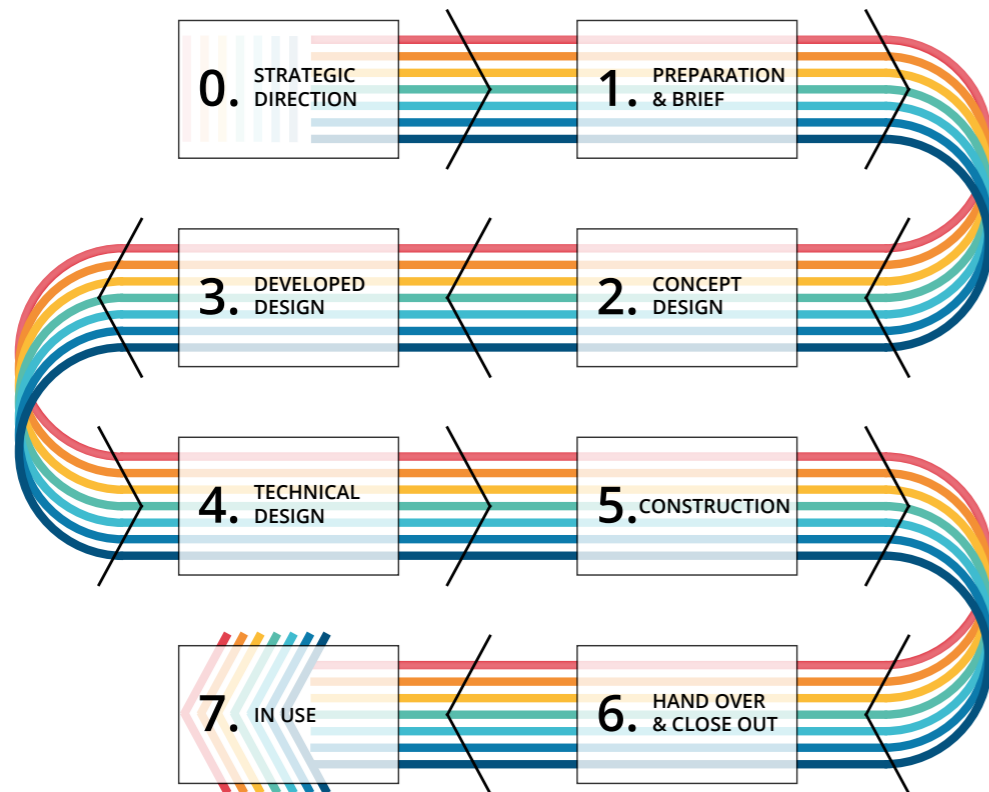 0. STRATEGIC
DIRECTION
1. PREPARATION
& BRIEF
2. CONCEPT
DESIGN
3. DEVELOPED
DESIGN
4. TECHNICAL
DESIGN
5. CONSTRUCTION
6. HAND OVER
& CLOSE OUT
7. IN USE